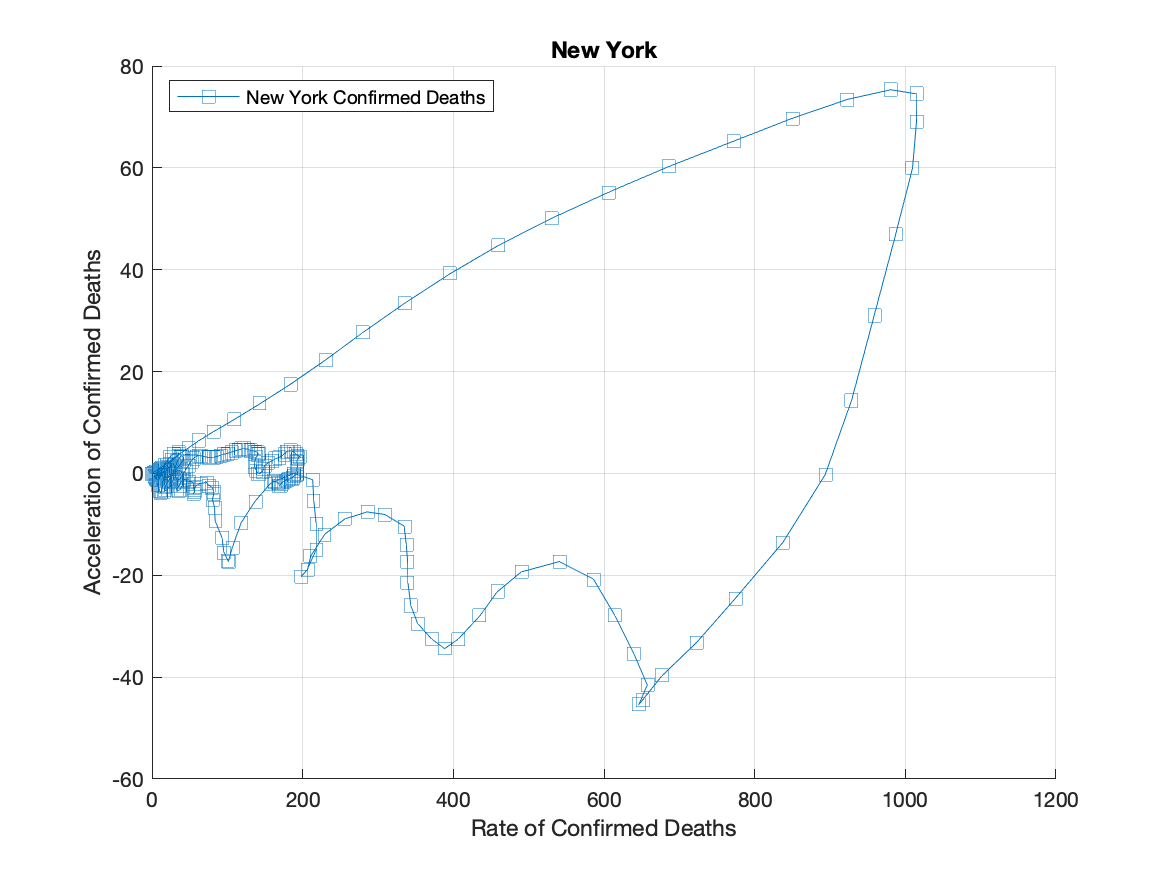 New York
New York Confirmed Deaths
80
60
40
20
0
-20
-40
-60
Acceleration of Confirmed Deaths
0 200 400 600 800 1000 1200
Rate of Confirmed Deaths